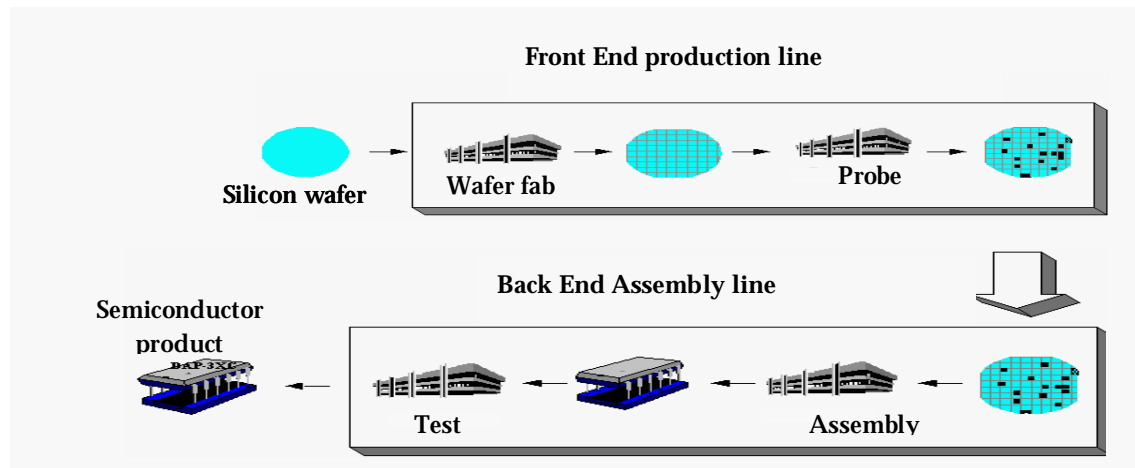 Front End production line
Silicon wafer
Wafer fab
Probe
Back End Assembly line
Semiconductor
product
Test
Assembly